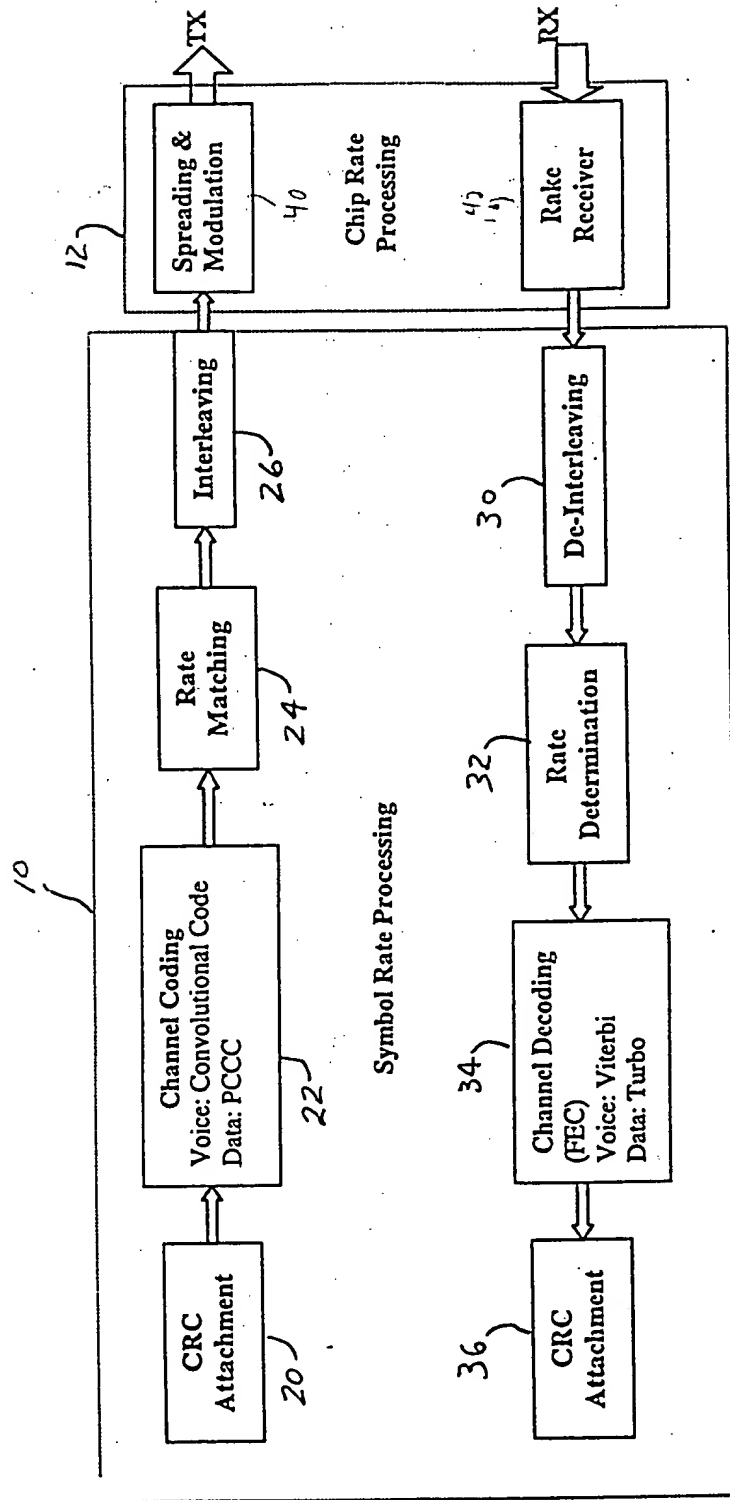 10
12
CRC
Attachment
20
Channel Coding
Voice: Convolutional Code
Data: PCCC
22
Rate
Matching
24
Interleaving
26
Spreading &
Modulation
40
TX
Symbol Rate Processing
Chip Rate
Processing
CRC
Attachment
36
Channel Decoding
(FEC)
Voice: Viterbi
Data: Turbo
34
Rate
Determination
32
De-Interleaving
30
Rake
Receiver
RX